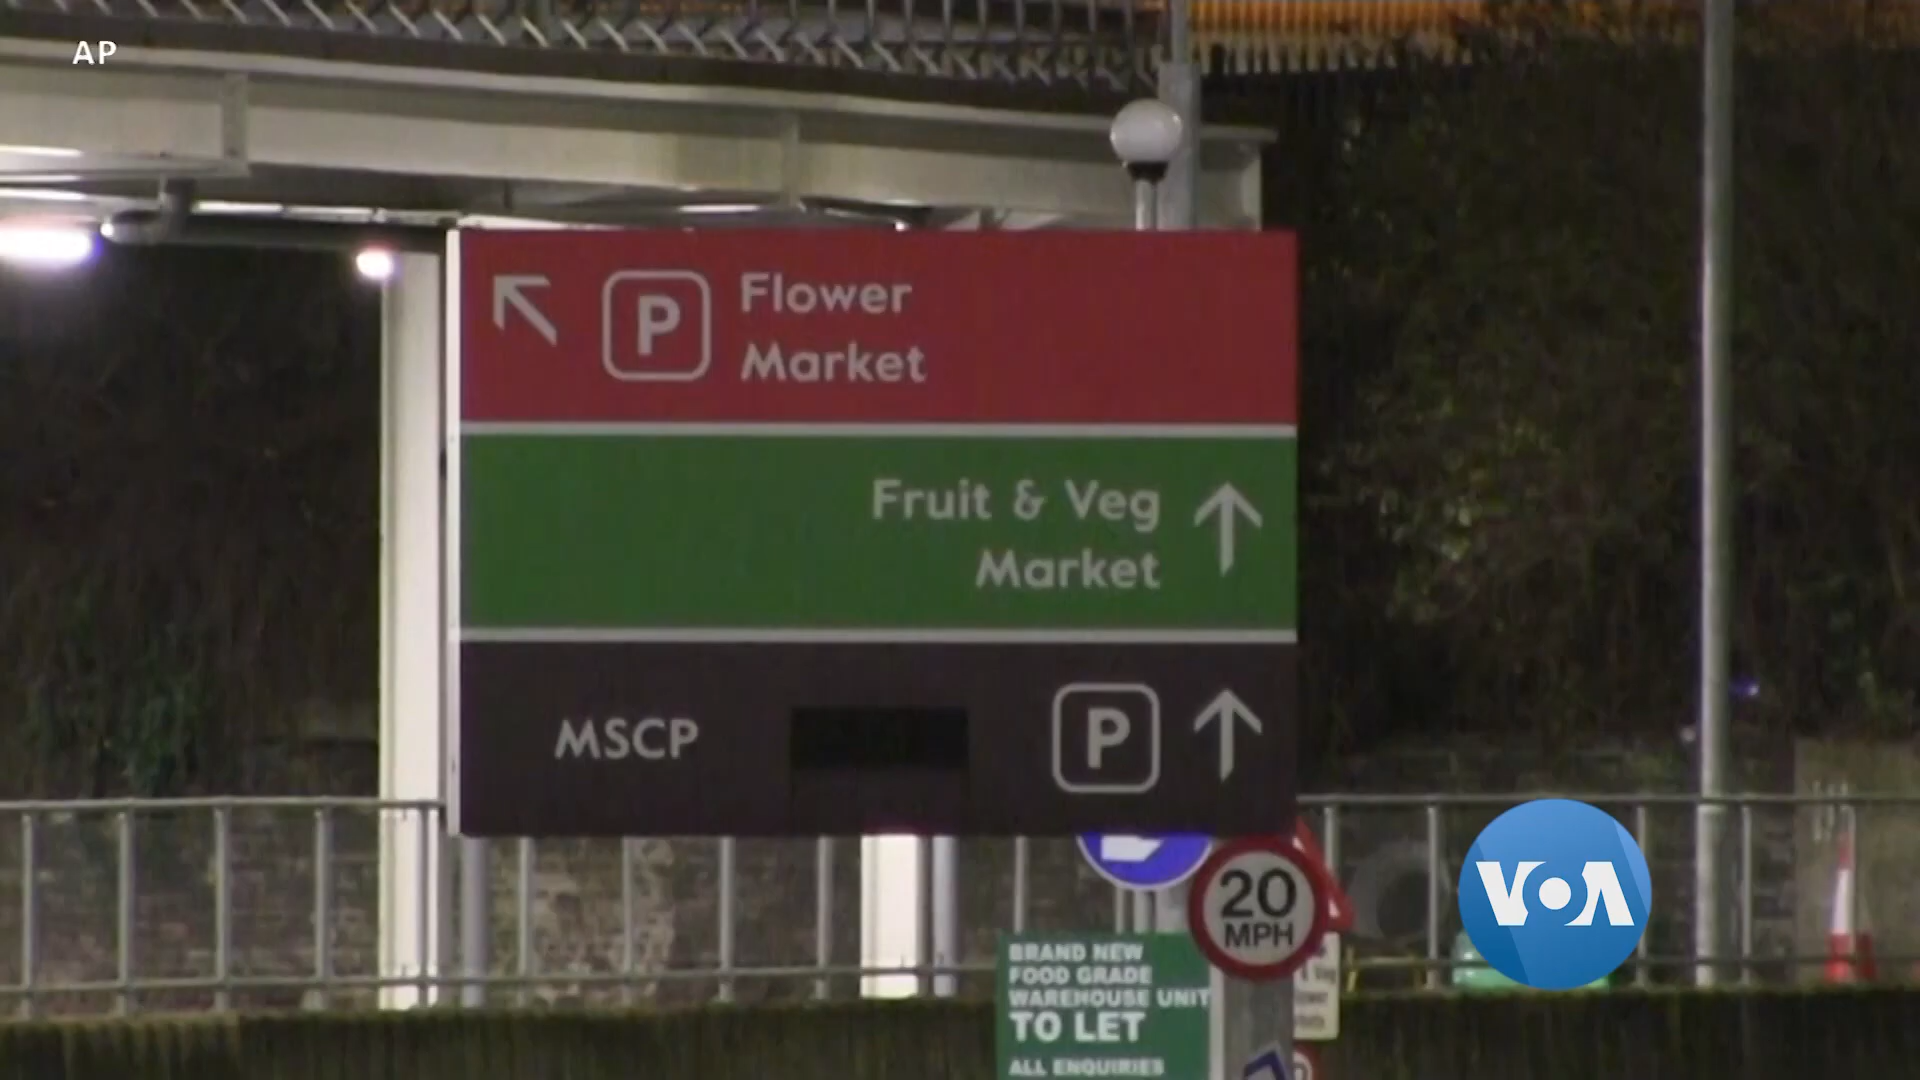 AP
P
Flower
Market
Fruit & Veg
Market
MSCP
P
20
MPH
VOA
BRAND NEW
FOOD GRADE
WAREHOUSE UNIT
TO LET
ALL ENQUIRIES